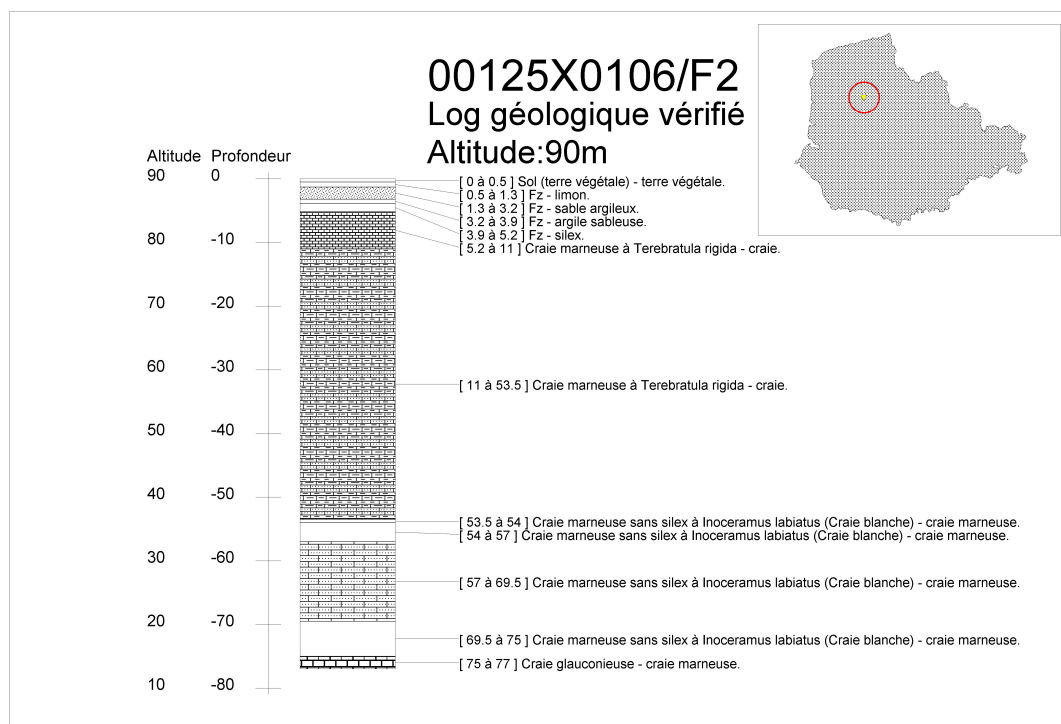 00125X0106/F2
Log géologique vérifié
Altitude:90m
Altitude Profondeur
90 0
80 -10
70 -20
60 -30
50 -40
40 -50
30 -60
20 -70
10 -80
[ 0 à 0.5 ] Sol (terre végétale) - terre végétale.
[ 0.5 à 1.3 ] Fz - limon.
[ 1.3 à 3.2 ] Fz - sable argileux.
[ 3.2 à 3.9 ] Fz - argile sableuse.
[ 3.9 à 5.2 ] Fz - silex.
[ 5.2 à 11 ] Craie marneuse à Terebratula rigida - craie.
[ 11 à 53.5 ] Craie marneuse à Terebratula rigida - craie.
[ 53.5 à 54 ] Craie marneuse sans silex à Inoceramus labiatus (Craie blanche) - craie marneuse.
[ 54 à 57 ] Craie marneuse sans silex à Inoceramus labiatus (Craie blanche) - craie marneuse.
[ 57 à 69.5 ] Craie marneuse sans silex à Inoceramus labiatus (Craie blanche) - craie marneuse.
[ 69.5 à 75 ] Craie marneuse sans silex à Inoceramus labiatus (Craie blanche) - craie marneuse.
[ 75 à 77 ] Craie glauconieuse - craie marneuse.